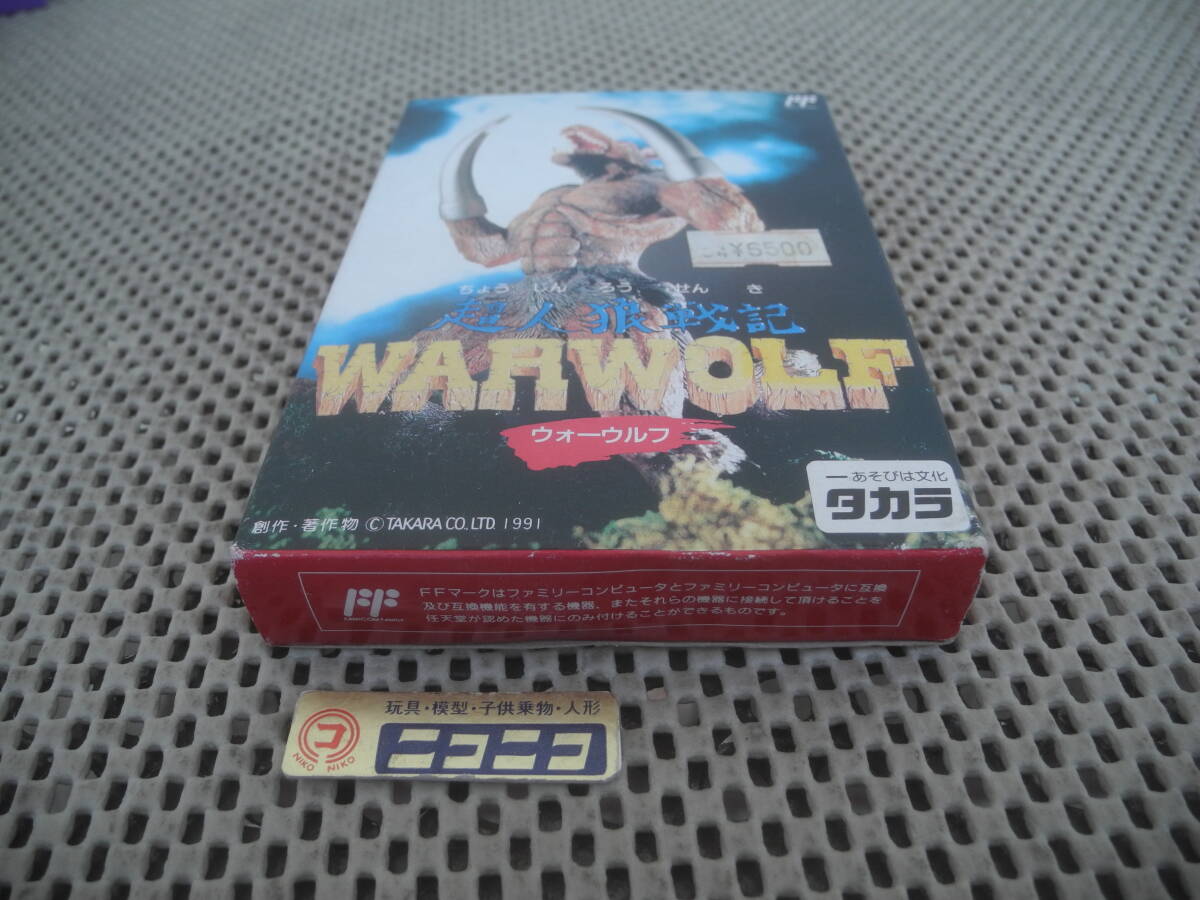 ¥6500
ちょう じん ろう せん き
超人狼戦記
WARWOLF
ウォーウルフ
あそびは文化
タカラ
創作・著作物 © TAKARA CO.LTD. 1991
FFマークはファミリーコンピュータとファミリーコンピュータに互換
及び互換機能を有する機器、またそれらの機器に接続して頂けることを
任天堂が認めた機器にのみ付けることができるものです。
玩具・模型・子供乗物・人形
コ
NIKO NIKO
ニコニコ